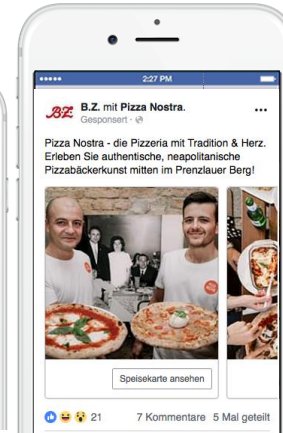 2:27 PM
B.Z. B.Z. mit Pizza Nostra.
Gesponsert ·
Pizza Nostra - die Pizzeria mit Tradition & Herz.
Erleben Sie authentische, neapolitanische
Pizzabäckerkunst mitten im Prenzlauer Berg!
Speisekarte ansehen
21 7 Kommentare 5 Mal geteilt